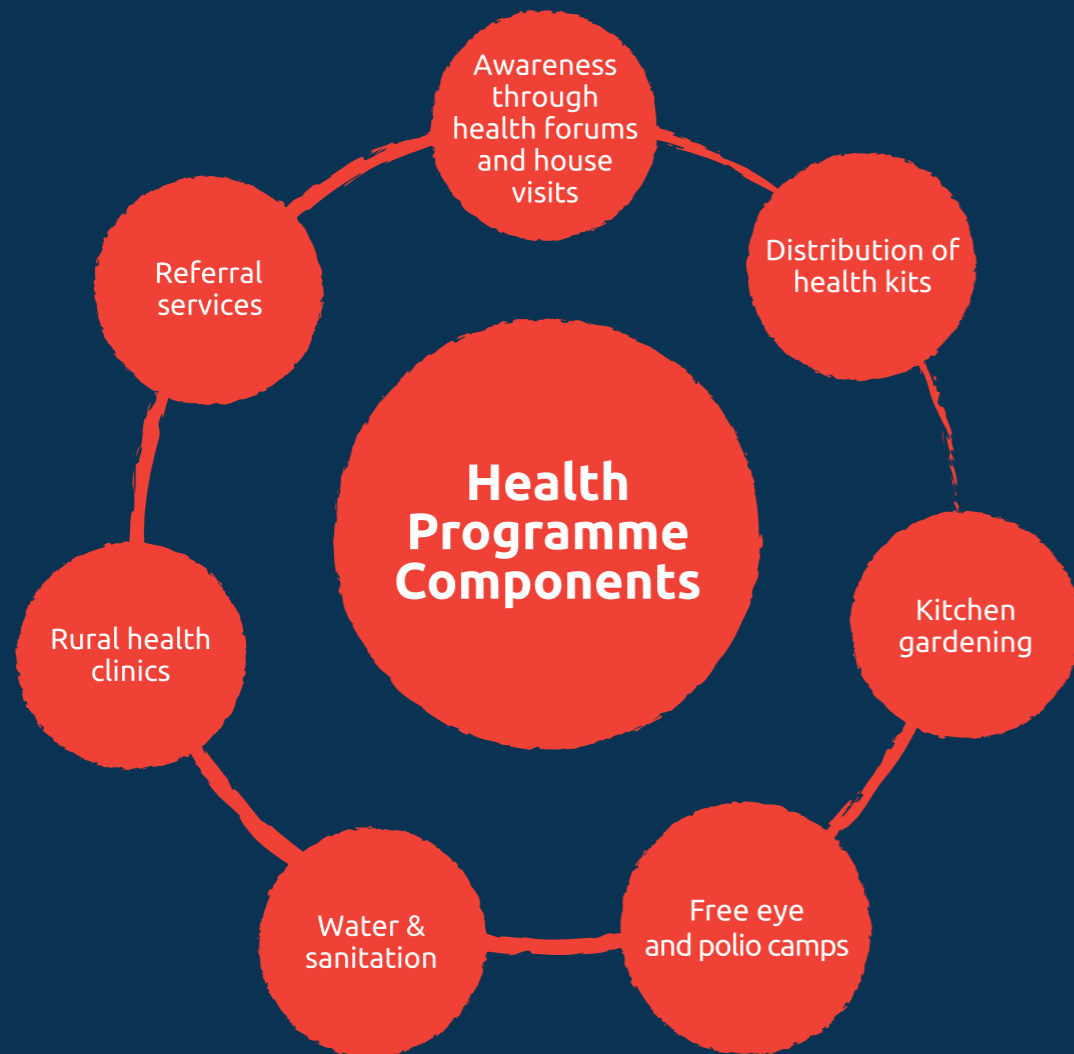 Awareness
through
health forums
and house
visits
Distribution of
health kits
Kitchen
gardening
Free eye
and polio camps
Water &
sanitation
Rural health
clinics
Referral
services
Health
Programme
Components